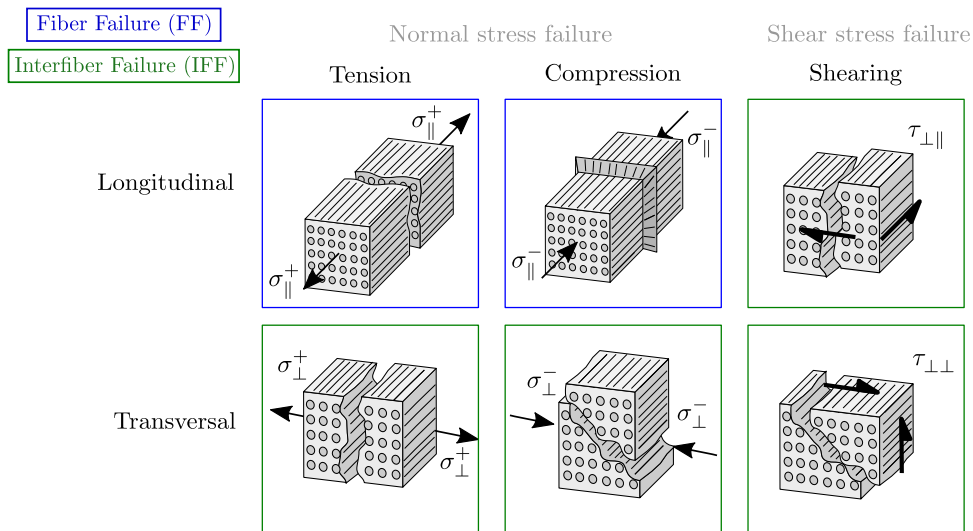 Fiber Failure (FF)
Interfiber Failure (IFF)
Normal stress failure
Shear stress failure
Tension
Compression
Shearing
Longitudinal
σ∥⁺
σ∥⁺
σ∥⁻
σ∥⁻
τ⊥∥
Transversal
σ⊥⁺
σ⊥⁺
σ⊥⁻
σ⊥⁻
τ⊥⊥